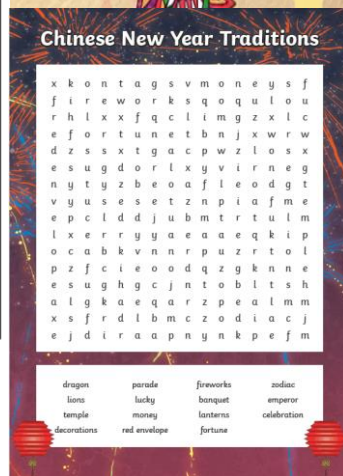 Chinese New Year Traditions
x k o n t a g s v m o n e y s f
f i r e w o r k s q o q u l o u
r h l x x f q c l i m g z x l c
e f o r t u n e t b n j x w r w
d z s s x t g a c p w z l o s x
e s u g d o r l x y v i r n e g
n y t y z b e o a f l e o d g t
v y u s e s e t z n p i a f m e
e p c l d d j u b m t r t u l m
l x e r r y y a e a a e q k i p
o c a b k v n n r p u z r t o l
p z f c i e o o d q z g k n n e
e s u g h g c j n t o b l t s h
a l g k a e q a r z p e a l m m
x s f r d l b m c z o d i a c j
e j d i r a a p n y n k p e f m
dragon parade fireworks zodiac
lions lucky banquet emperor
temple money lanterns celebration
decorations red envelope fortune